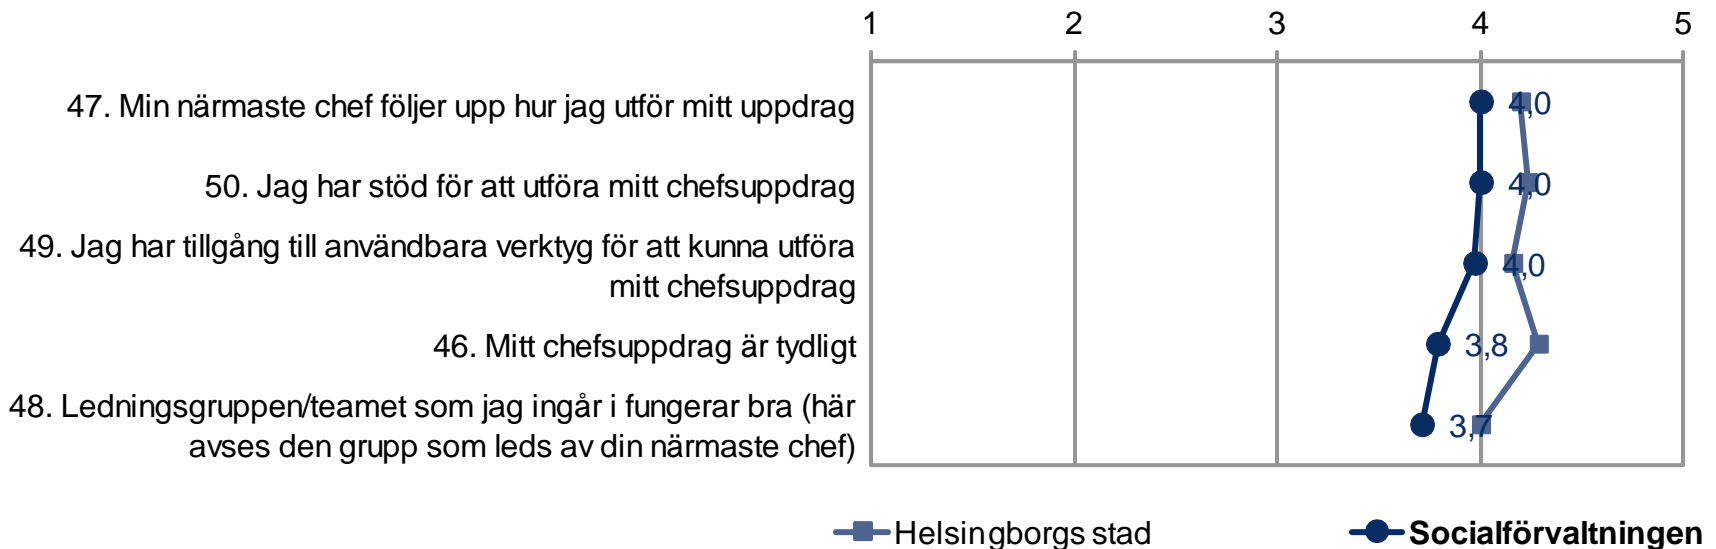 1 2 3 4 5
47. Min närmaste chef följer upp hur jag utför mitt uppdrag 4,0
50. Jag har stöd för att utföra mitt chefsuppdrag 4,0
49. Jag har tillgång till användbara verktyg för att kunna utföra
mitt chefsuppdrag 4,0
46. Mitt chefsuppdrag är tydligt 3,8
48. Ledningsgruppen/teamet som jag ingår i fungerar bra (här
avses den grupp som leds av din närmaste chef) 3,7
Helsingborgs stad Socialförvaltningen